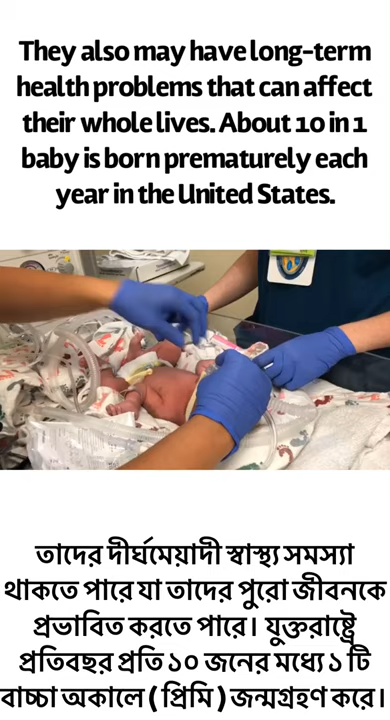 They also may have long-term
health problems that can affect
their whole lives. About 10 in 1
baby is born prematurely each
year in the United States.
তাদের দীর্ঘমেয়াদী স্বাস্থ্য সমস্যা
থাকতে পারে যা তাদের পুরো জীবনকে
প্রভাবিত করতে পারে। যুক্তরাষ্ট্রে
প্রতিবছর প্রতি ১০ জনের মধ্যে ১ টি
বাচ্চা অকালে ( প্রিমি ) জন্মগ্রহণ করে।